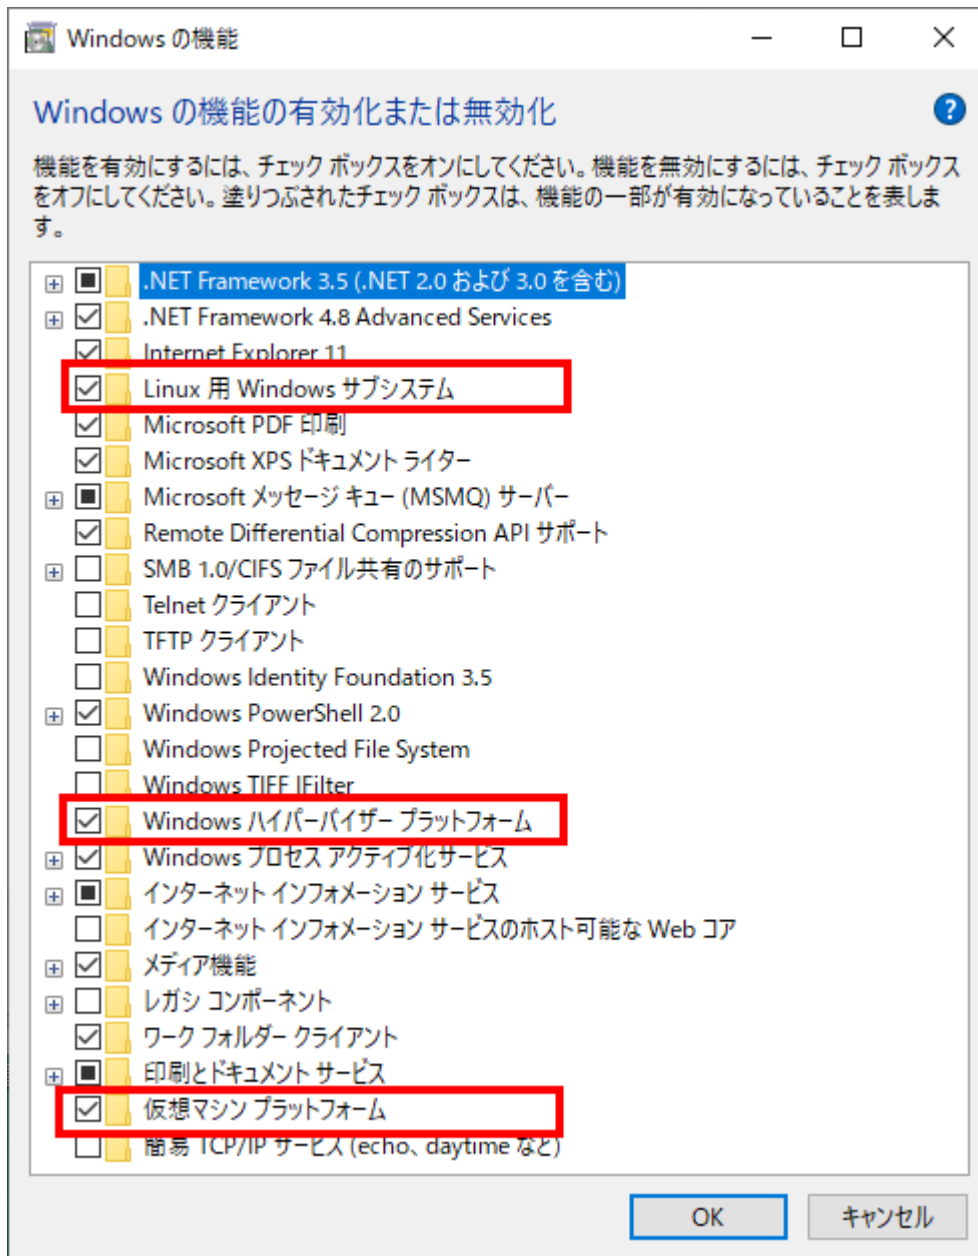 Windows の機能
Windows の機能の有効化または無効化
機能を有効にするには、チェック ボックスをオンにしてください。機能を無効にするには、チェック ボックス
をオフにしてください。塗りつぶされたチェック ボックスは、機能の一部が有効になっていることを表しま
す。
.NET Framework 3.5 (.NET 2.0 および 3.0 を含む)
.NET Framework 4.8 Advanced Services
Internet Explorer 11
Linux 用 Windows サブシステム
Microsoft PDF 印刷
Microsoft XPS ドキュメント ライター
Microsoft メッセージ キュー (MSMQ) サーバー
Remote Differential Compression API サポート
SMB 1.0/CIFS ファイル共有のサポート
Telnet クライアント
TFTP クライアント
Windows Identity Foundation 3.5
Windows PowerShell 2.0
Windows Projected File System
Windows TIFF IFilter
Windows ハイパーバイザー プラットフォーム
Windows プロセス アクティブ化サービス
インターネット インフォメーション サービス
インターネット インフォメーション サービスのホスト可能な Web コア
メディア機能
レガシ コンポーネント
ワーク フォルダー クライアント
印刷とドキュメント サービス
仮想マシン プラットフォーム
簡易 TCP/IP サービス (echo、daytime など)
OK
キャンセル